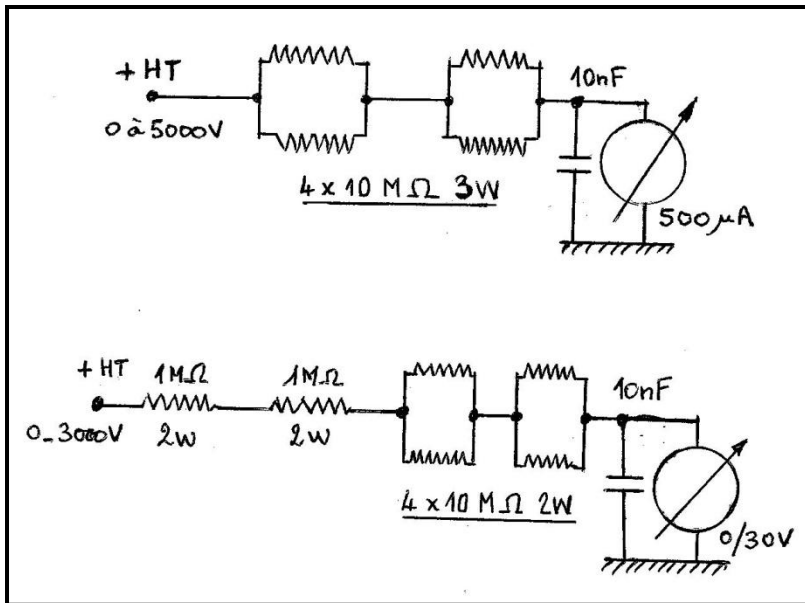 + HT
0 à 5000V
10nF
4 x 10 MΩ 3W
500µA
+ HT
0_3000V
1MΩ
2W
1MΩ
2W
10nF
4 x 10 MΩ 2W
0/30V